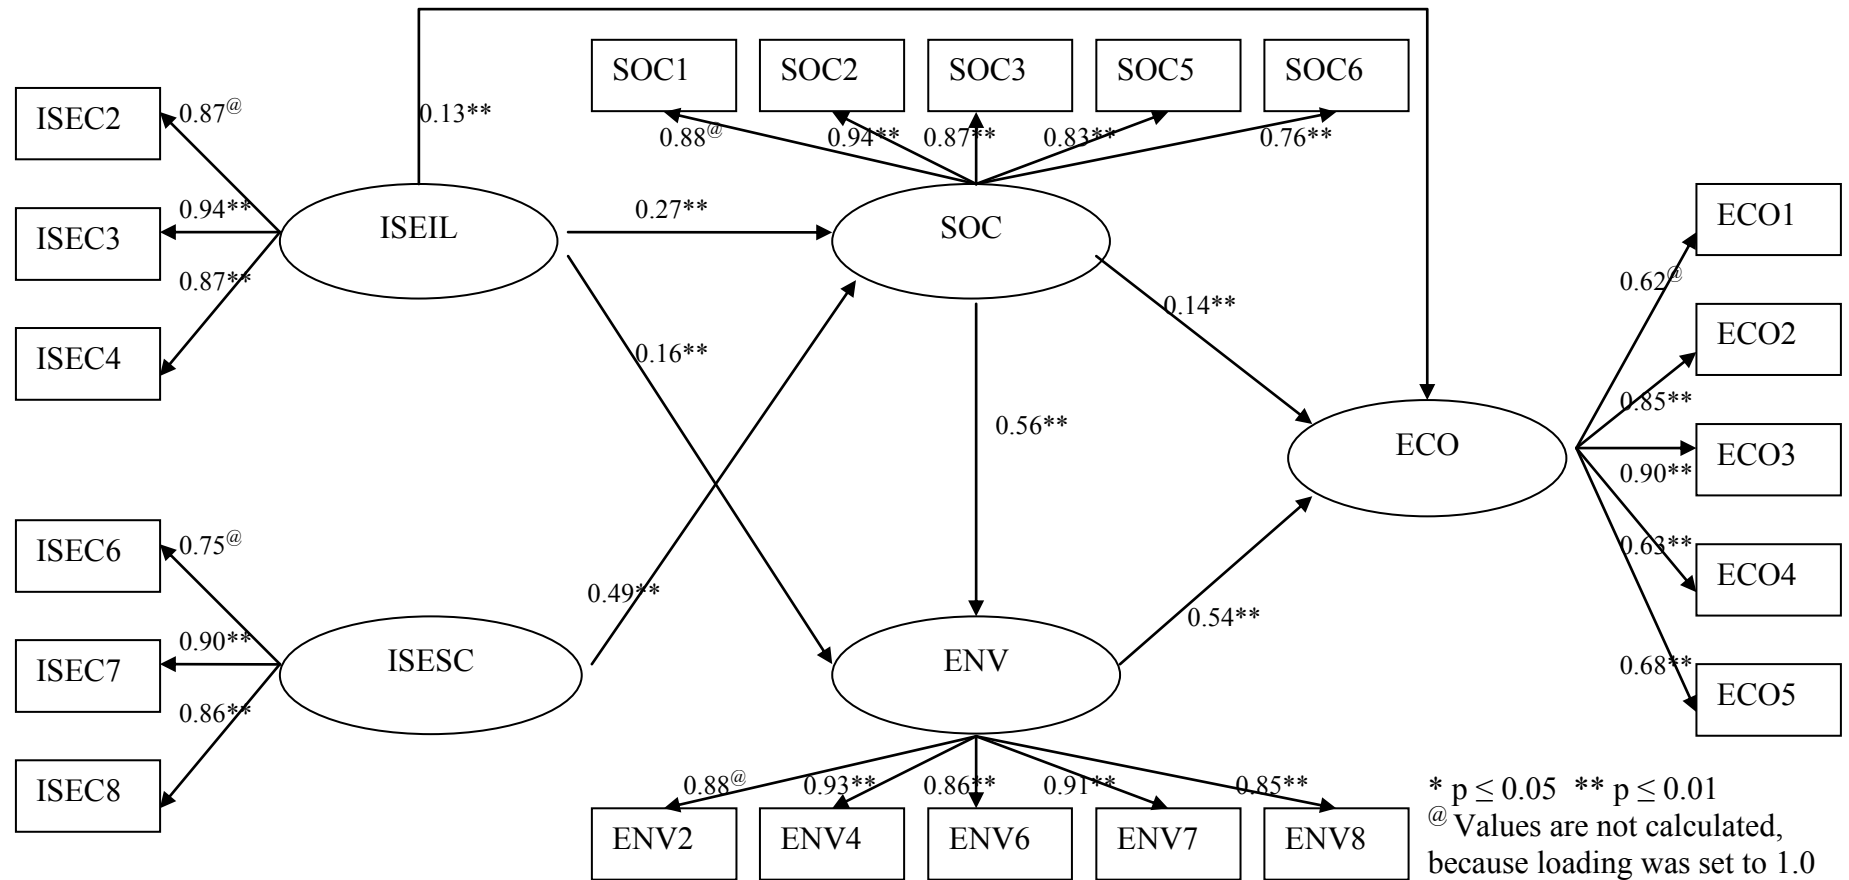 SOC1
SOC2
SOC3
SOC5
SOC6
ISEC2
0.87@
0.13**
0.88@
0.94**
0.87**
0.83**
0.76**
ISEC3
0.94**
ISEIL
0.27**
SOC
ECO1
0.87**
0.62@
ISEC4
0.16**
0.14**
ECO2
0.85**
0.56**
ECO
ECO3
0.90**
ISEC6
0.75@
0.63**
ECO4
0.49**
0.54**
ISEC7
0.90**
ISESC
ENV
0.68**
ECO5
0.86**
ISEC8
0.88@
0.93**
0.86**
0.91**
0.85**
ENV2
ENV4
ENV6
ENV7
ENV8
* p ≤ 0.05 ** p ≤ 0.01
@ Values are not calculated,
because loading was set to 1.0